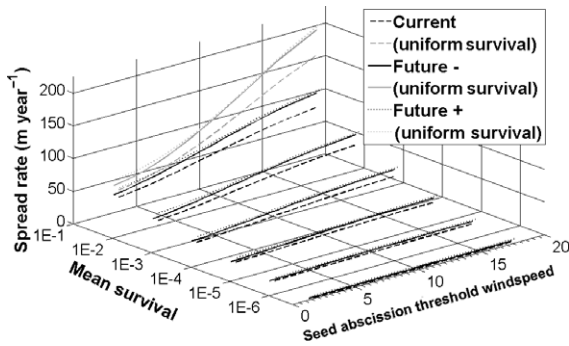 Current
(uniform survival)
Future -
(uniform survival)
Future +
(uniform survival)
Spread rate (m year⁻¹)
200
150
100
50
0
1E-1
1E-2
1E-3
1E-4
1E-5
1E-6
Mean survival
0
5
10
15
20
Seed abscission threshold windspeed